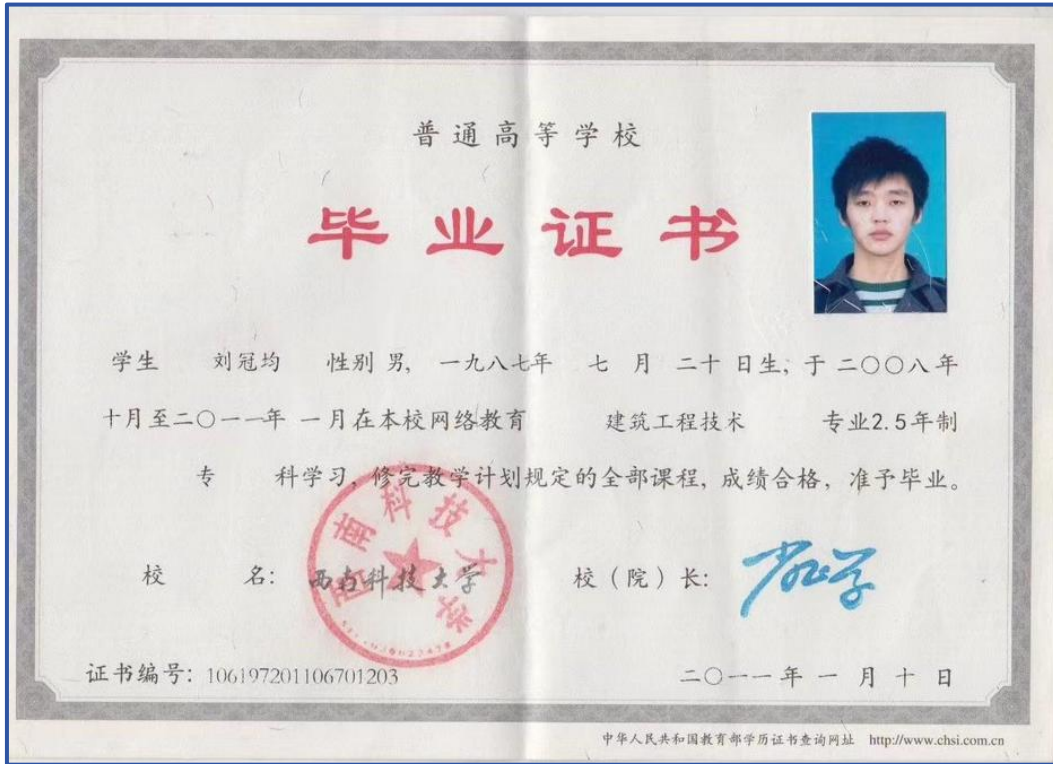 普通高等学校
毕业证书
学生 刘冠均 性别 男, 一九八七年 七 月 二十 日生, 于 二〇〇八 年
十月至二〇一一年 一月在本校网络教育 建筑工程技术 专业2.5年制
专 科学习, 修完教学计划规定的全部课程, 成绩合格, 准予毕业。
校 名: 西南科技大学
西南科技大学
校(院)长:
证书编号: 106197201106701203
二〇一一 年 一 月 十 日
中华人民共和国教育部学历证书查询网址 http://www.chsi.com.cn